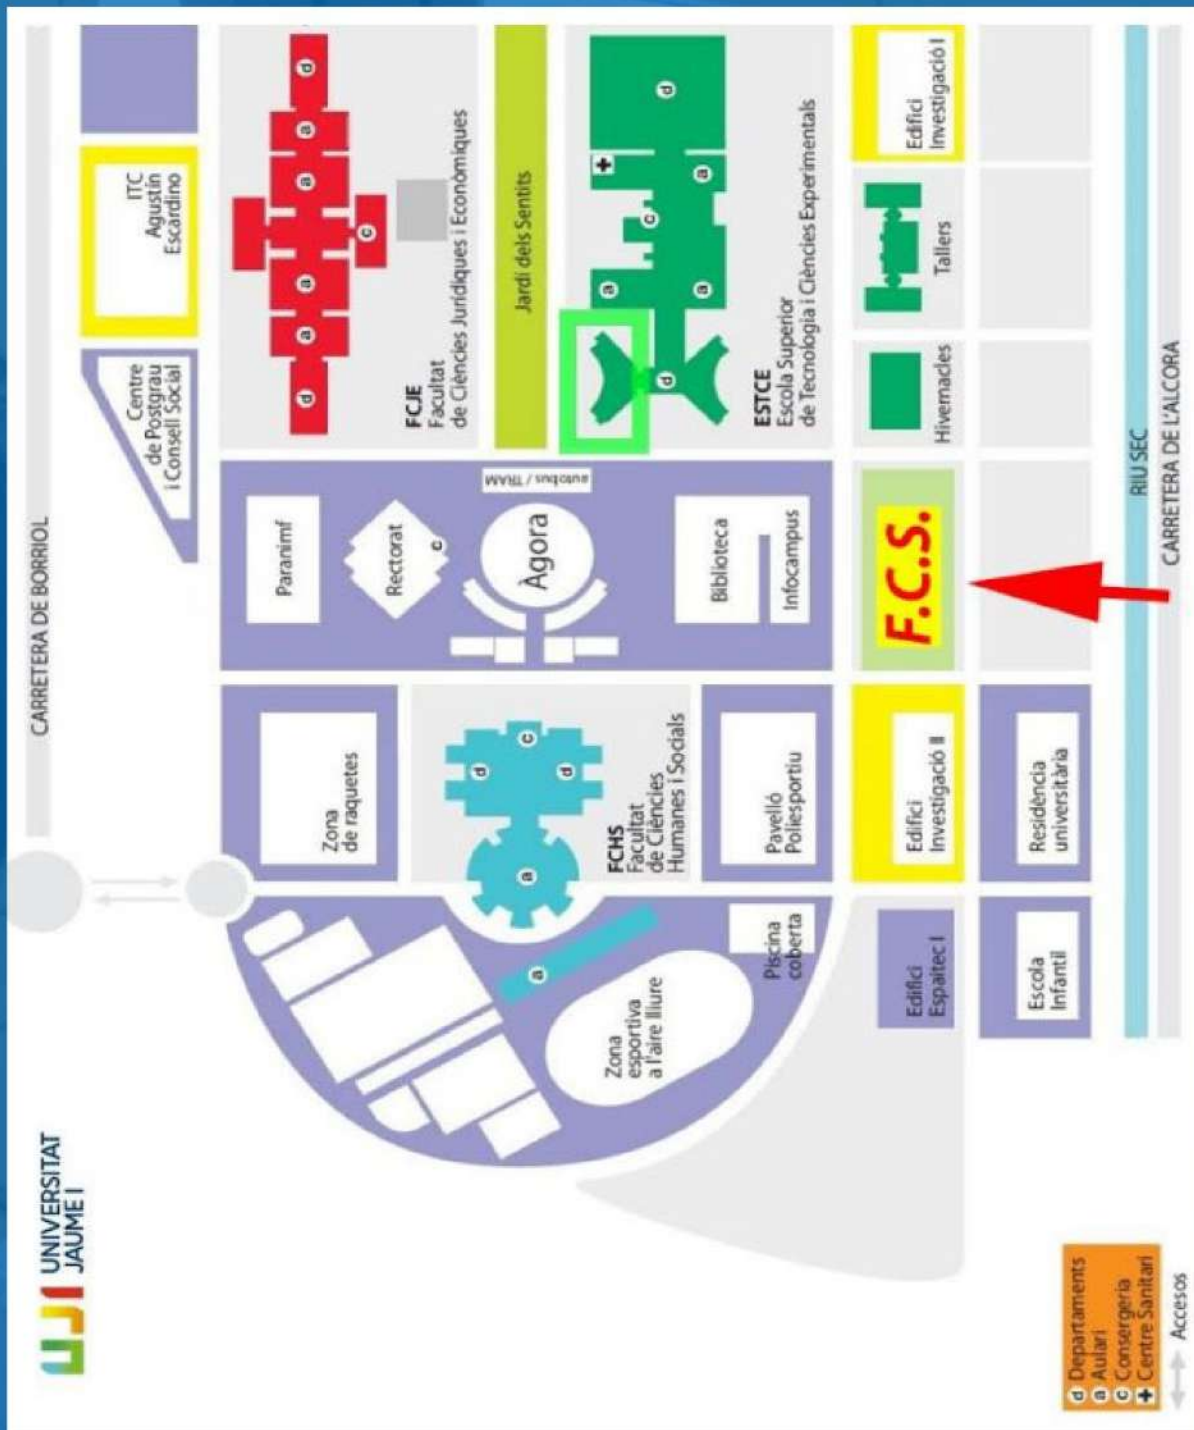 UNIVERSITAT
JAUME I
CARRETERA DE BORRIOL
Centre
de Postgrau
i Consell Social
ITC
Agustín
Escardino
Zona
de raquetes
Paranimf
Rectorat
c
Àgora
autobus / TRAM
Biblioteca
Infocampus
d
a
a
c
a
a
d
FCJE
Facultat
de Ciències Jurídiques i Econòmiques
Jardí dels Sentits
d
a
a
c
a
d
ESTCE
Escola Superior
de Tecnologia i Ciències Experimentals
d
c
d
a
a
FCHS
Facultat
de Ciències
Humanes i Socials
Zona
esportiva
a l'aire lliure
Piscina
coberta
Pavelló
Poliesportiu
Edifici
Espaitec I
Edifici
Investigació II
F.C.S.
Hivernacles
Tallers
Edifici
Investigació I
Escola
Infantil
Residència
universitària
RIU SEC
CARRETERA DE L'ALCORA
d Departaments
a Aulari
c Consergeria
+ Centre Sanitari
Accesos